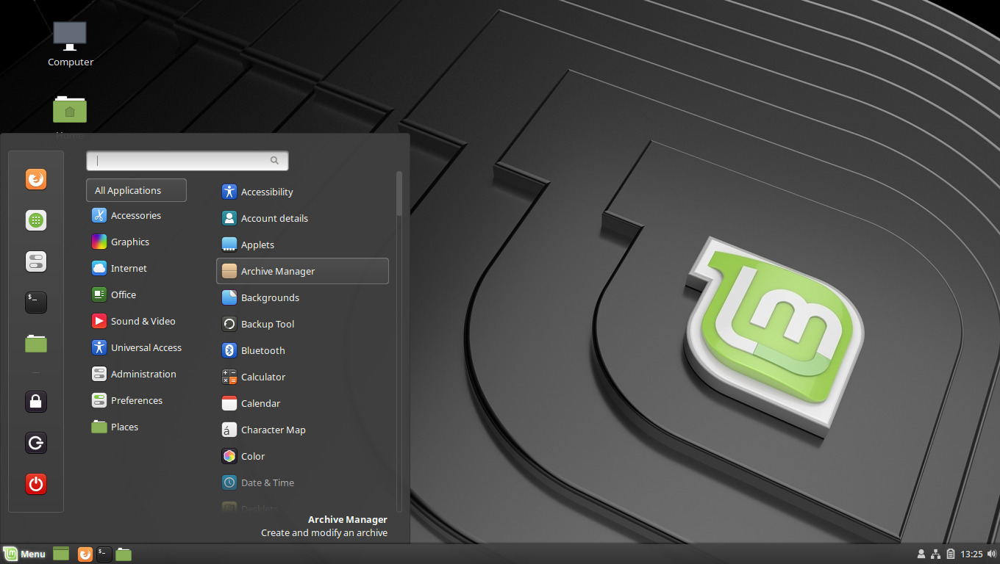 Computer
Home
All Applications
Accessories
Graphics
Internet
Office
Sound & Video
Universal Access
Administration
Preferences
Places
Accessibility
Account details
Applets
Archive Manager
Backgrounds
Backup Tool
Bluetooth
Calculator
Calendar
Character Map
Color
Date & Time
Desklets
Archive Manager
Create and modify an archive
Menu
13:25